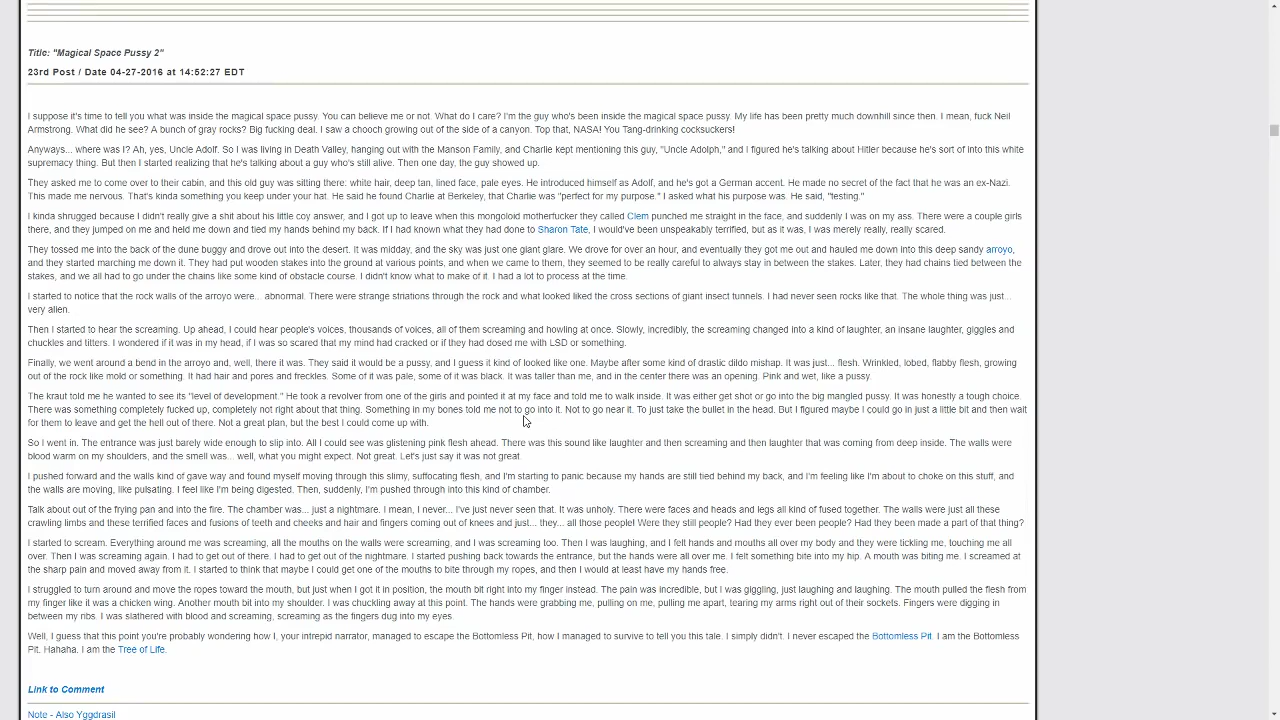 Title: "Magical Space Pussy 2"
23rd Post / Date 04-27-2016 at 14:52:27 EDT
I suppose it's time to tell you what was inside the magical space pussy. You can believe me or not. What do I care? I'm the guy who's been inside the magical space pussy. My life has been pretty much downhill since then. I mean, fuck Neil
Armstrong. What did he see? A bunch of gray rocks? Big fucking deal. I saw a chooch growing out of the side of a canyon. Top that, NASA! You Tang-drinking cocksuckers!
Anyways... where was I? Ah, yes, Uncle Adolf. So I was living in Death Valley, hanging out with the Manson Family, and Charlie kept mentioning this guy, "Uncle Adolph," and I figured he's talking about Hitler because he's sort of into this white
supremacy thing. But then I started realizing that he's talking about a guy who's still alive. Then one day, the guy showed up.
They asked me to come over to their cabin, and this old guy was sitting there: white hair, deep tan, lined face, pale eyes. He introduced himself as Adolf, and he's got a German accent. He made no secret of the fact that he was an ex-Nazi.
This made me nervous. That's kinda something you keep under your hat. He said he found Charlie at Berkeley, that Charlie was "perfect for my purpose." I asked what his purpose was. He said, "testing."
I kinda shrugged because I didn't really give a shit about his little coy answer, and I got up to leave when this mongoloid motherfucker they called Clem punched me straight in the face, and suddenly I was on my ass. There were a couple girls
there, and they jumped on me and held me down and tied my hands behind my back. If I had known what they had done to Sharon Tate, I would've been unspeakably terrified, but as it was, I was merely really, really scared.
They tossed me into the back of the dune buggy and drove out into the desert. It was midday, and the sky was just one giant glare. We drove for over an hour, and eventually they got me out and hauled me down into this deep sandy arroyo,
and they started marching me down it. They had put wooden stakes into the ground at various points, and when we came to them, they seemed to be really careful to always stay in between the stakes. Later, they had chains tied between the
stakes, and we all had to go under the chains like some kind of obstacle course. I didn't know what to make of it. I had a lot to process at the time.
I started to notice that the rock walls of the arroyo were... abnormal. There were strange striations through the rock and what looked liked the cross sections of giant insect tunnels. I had never seen rocks like that. The whole thing was just...
very alien.
Then I started to hear the screaming. Up ahead, I could hear people's voices, thousands of voices, all of them screaming and howling at once. Slowly, incredibly, the screaming changed into a kind of laughter, an insane laughter, giggles and
chuckles and titters. I wondered if it was in my head, if I was so scared that my mind had cracked or if they had dosed me with LSD or something.
Finally, we went around a bend in the arroyo and, well, there it was. They said it would be a pussy, and I guess it kind of looked like one. Maybe after some kind of drastic dildo mishap. It was just... flesh. Wrinkled, lobed, flabby flesh, growing
out of the rock like mold or something. It had hair and pores and freckles. Some of it was pale, some of it was black. It was taller than me, and in the center there was an opening. Pink and wet, like a pussy.
The kraut told me he wanted to see its "level of development." He took a revolver from one of the girls and pointed it at my face and told me to walk inside. It was either get shot or go into the big mangled pussy. It was honestly a tough choice.
There was something completely fucked up, completely not right about that thing. Something in my bones told me not to go into it. Not to go near it. To just take the bullet in the head. But I figured maybe I could go in just a little bit and then wait
for them to leave and get the hell out of there. Not a great plan, but the best I could come up with.
So I went in. The entrance was just barely wide enough to slip into. All I could see was glistening pink flesh ahead. There was this sound like laughter and then screaming and then laughter that was coming from deep inside. The walls were
blood warm on my shoulders, and the smell was... well, what you might expect. Not great. Let's just say it was not great.
I pushed forward and the walls kind of gave way and found myself moving through this slimy, suffocating flesh, and I'm starting to panic because my hands are still tied behind my back, and I'm feeling like I'm about to choke on this stuff, and
the walls are moving, like pulsating. I feel like I'm being digested. Then, suddenly, I'm pushed through into this kind of chamber.
Talk about out of the frying pan and into the fire. The chamber was... just a nightmare. I mean, I never... I've just never seen that. It was unholy. There were faces and heads and legs all kind of fused together. The walls were just all these
crawling limbs and these terrified faces and fusions of teeth and cheeks and hair and fingers coming out of knees and just... they... all those people! Were they still people? Had they ever been people? Had they been made a part of that thing?
I started to scream. Everything around me was screaming, all the mouths on the walls were screaming, and I was screaming too. Then I was laughing, and I felt hands and mouths all over my body and they were tickling me, touching me all
over. Then I was screaming again. I had to get out of there. I had to get out of the nightmare. I started pushing back towards the entrance, but the hands were all over me. I felt something bite into my hip. A mouth was biting me. I screamed at
the sharp pain and moved away from it. I started to think that maybe I could get one of the mouths to bite through my ropes, and then I would at least have my hands free.
I struggled to turn around and move the ropes toward the mouth, but just when I got it in position, the mouth bit right into my finger instead. The pain was incredible, but I was giggling, just laughing and laughing. The mouth pulled the flesh from
my finger like it was a chicken wing. Another mouth bit into my shoulder. I was chuckling away at this point. The hands were grabbing me, pulling on me, pulling me apart, tearing my arms right out of their sockets. Fingers were digging in
between my ribs. I was slathered with blood and screaming, screaming as the fingers dug into my eyes.
Well, I guess that this point you're probably wondering how I, your intrepid narrator, managed to escape the Bottomless Pit, how I managed to survive to tell you this tale. I simply didn't. I never escaped the Bottomless Pit. I am the Bottomless
Pit. Hahaha. I am the Tree of Life.
Link to Comment
Note - Also Yggdrasil